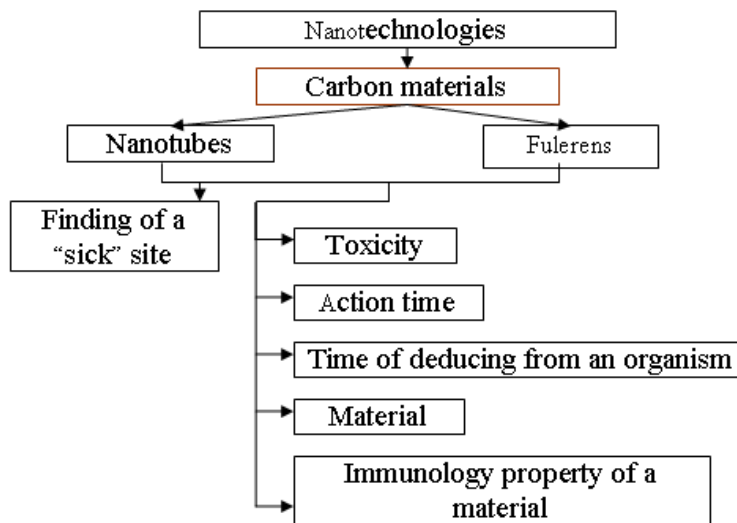 Nanotechnologies
Carbon materials
Nanotubes
Fulerens
Finding of a
“sick” site
Toxicity
Action time
Time of deducing from an organism
Material
Immunology property of a
material